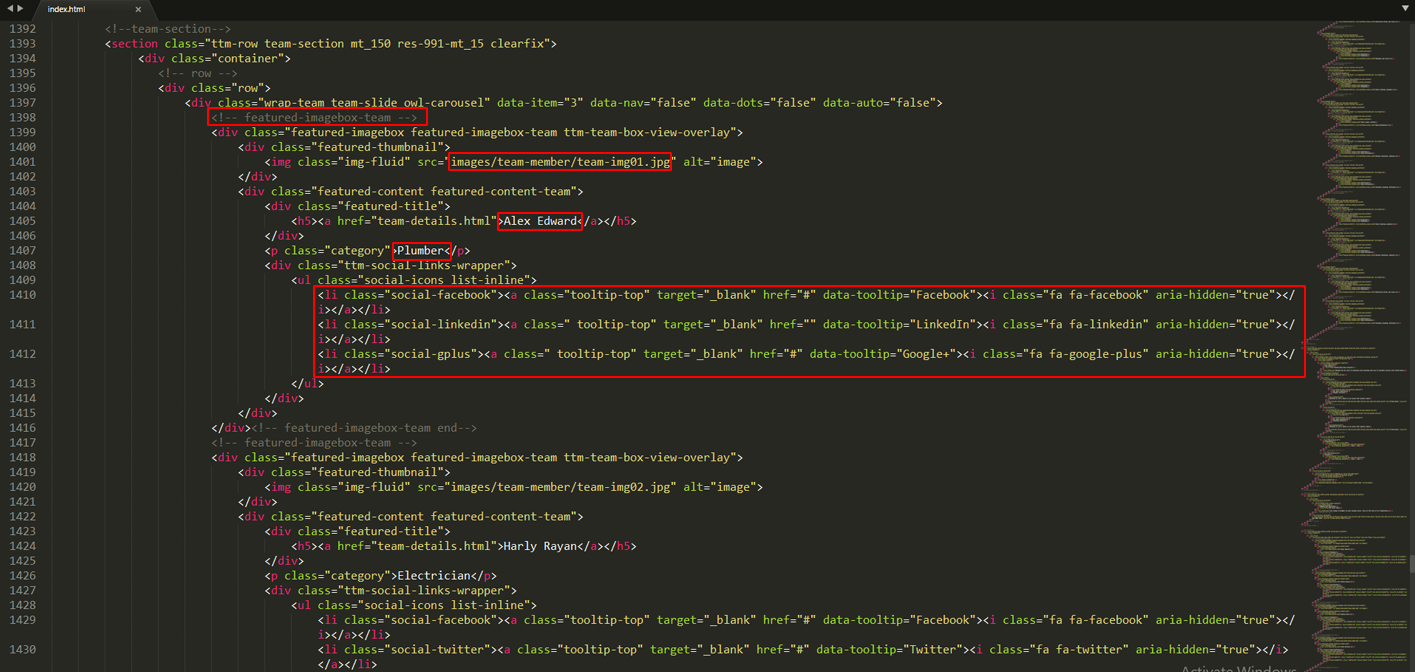 index.html ×
1392 <!--team-section-->
1393 <section class="ttm-row team-section mt_150 res-991-mt_15 clearfix">
1394 <div class="container">
1395 <!-- row -->
1396 <div class="row">
1397 <div class="wrap-team team-slide owl-carousel" data-item="3" data-nav="false" data-dots="false" data-auto="false">
1398 <!-- featured-imagebox-team -->
1399 <div class="featured-imagebox featured-imagebox-team ttm-team-box-view-overlay">
1400 <div class="featured-thumbnail">
1401 <img class="img-fluid" src="images/team-member/team-img01.jpg" alt="image">
1402 </div>
1403 <div class="featured-content featured-content-team">
1404 <div class="featured-title">
1405 <h5><a href="team-details.html">Alex Edward</a></h5>
1406 </div>
1407 <p class="category">Plumber</p>
1408 <div class="ttm-social-links-wrapper">
1409 <ul class="social-icons list-inline">
1410 <li class="social-facebook"><a class="tooltip-top" target="_blank" href="#" data-tooltip="Facebook"><i class="fa fa-facebook" aria-hidden="true"></
i></a></li>
1411 <li class="social-linkedin"><a class=" tooltip-top" target="_blank" href="" data-tooltip="LinkedIn"><i class="fa fa-linkedin" aria-hidden="true"></
i></a></li>
1412 <li class="social-gplus"><a class=" tooltip-top" target="_blank" href="#" data-tooltip="Google+"><i class="fa fa-google-plus" aria-hidden="true"></
i></a></li>
1413 </ul>
1414 </div>
1415 </div>
1416 </div><!-- featured-imagebox-team end-->
1417 <!-- featured-imagebox-team -->
1418 <div class="featured-imagebox featured-imagebox-team ttm-team-box-view-overlay">
1419 <div class="featured-thumbnail">
1420 <img class="img-fluid" src="images/team-member/team-img02.jpg" alt="image">
1421 </div>
1422 <div class="featured-content featured-content-team">
1423 <div class="featured-title">
1424 <h5><a href="team-details.html">Harly Rayan</a></h5>
1425 </div>
1426 <p class="category">Electrician</p>
1427 <div class="ttm-social-links-wrapper">
1428 <ul class="social-icons list-inline">
1429 <li class="social-facebook"><a class="tooltip-top" target="_blank" href="#" data-tooltip="Facebook"><i class="fa fa-facebook" aria-hidden="true"></
i></a></li>
1430 <li class="social-twitter"><a class="tooltip-top" target="_blank" href="#" data-tooltip="Twitter"><i class="fa fa-twitter" aria-hidden="true"></i>
</a></li>
Activate Windows